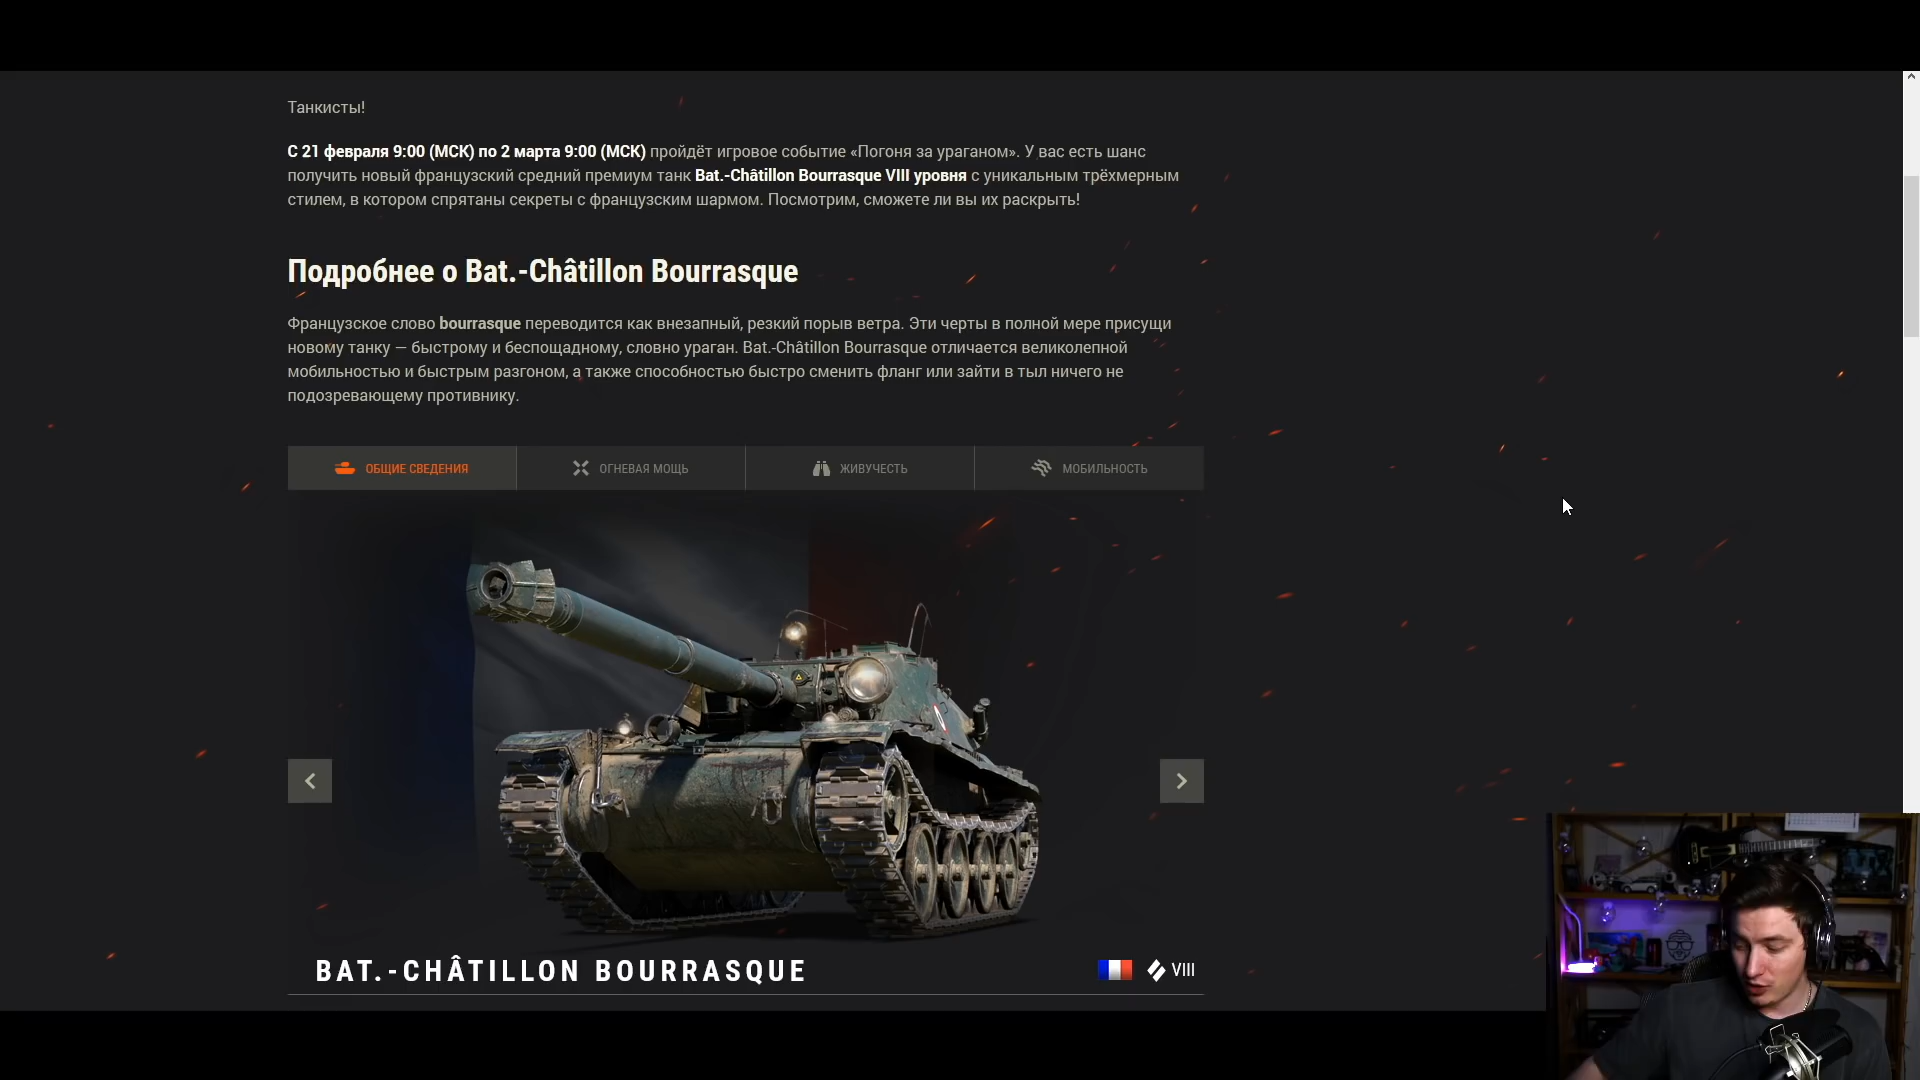 Танкисты!
С 21 февраля 9:00 (МСК) по 2 марта 9:00 (МСК) пройдёт игровое событие «Погоня за ураганом». У вас есть шанс
получить новый французский средний премиум танк Bat.-Châtillon Bourrasque VIII уровня с уникальным трёхмерным
стилем, в котором спрятаны секреты с французским шармом. Посмотрим, сможете ли вы их раскрыть!
Подробнее о Bat.-Châtillon Bourrasque
Французское слово bourrasque переводится как внезапный, резкий порыв ветра. Эти черты в полной мере присущи
новому танку — быстрому и беспощадному, словно ураган. Bat.-Châtillon Bourrasque отличается великолепной
мобильностью и быстрым разгоном, а также способностью быстро сменить фланг или зайти в тыл ничего не
подозревающему противнику.
ОБЩИЕ СВЕДЕНИЯ
ОГНЕВАЯ МОЩЬ
ЖИВУЧЕСТЬ
МОБИЛЬНОСТЬ
BAT.-CHÂTILLON BOURRASQUE
VIII